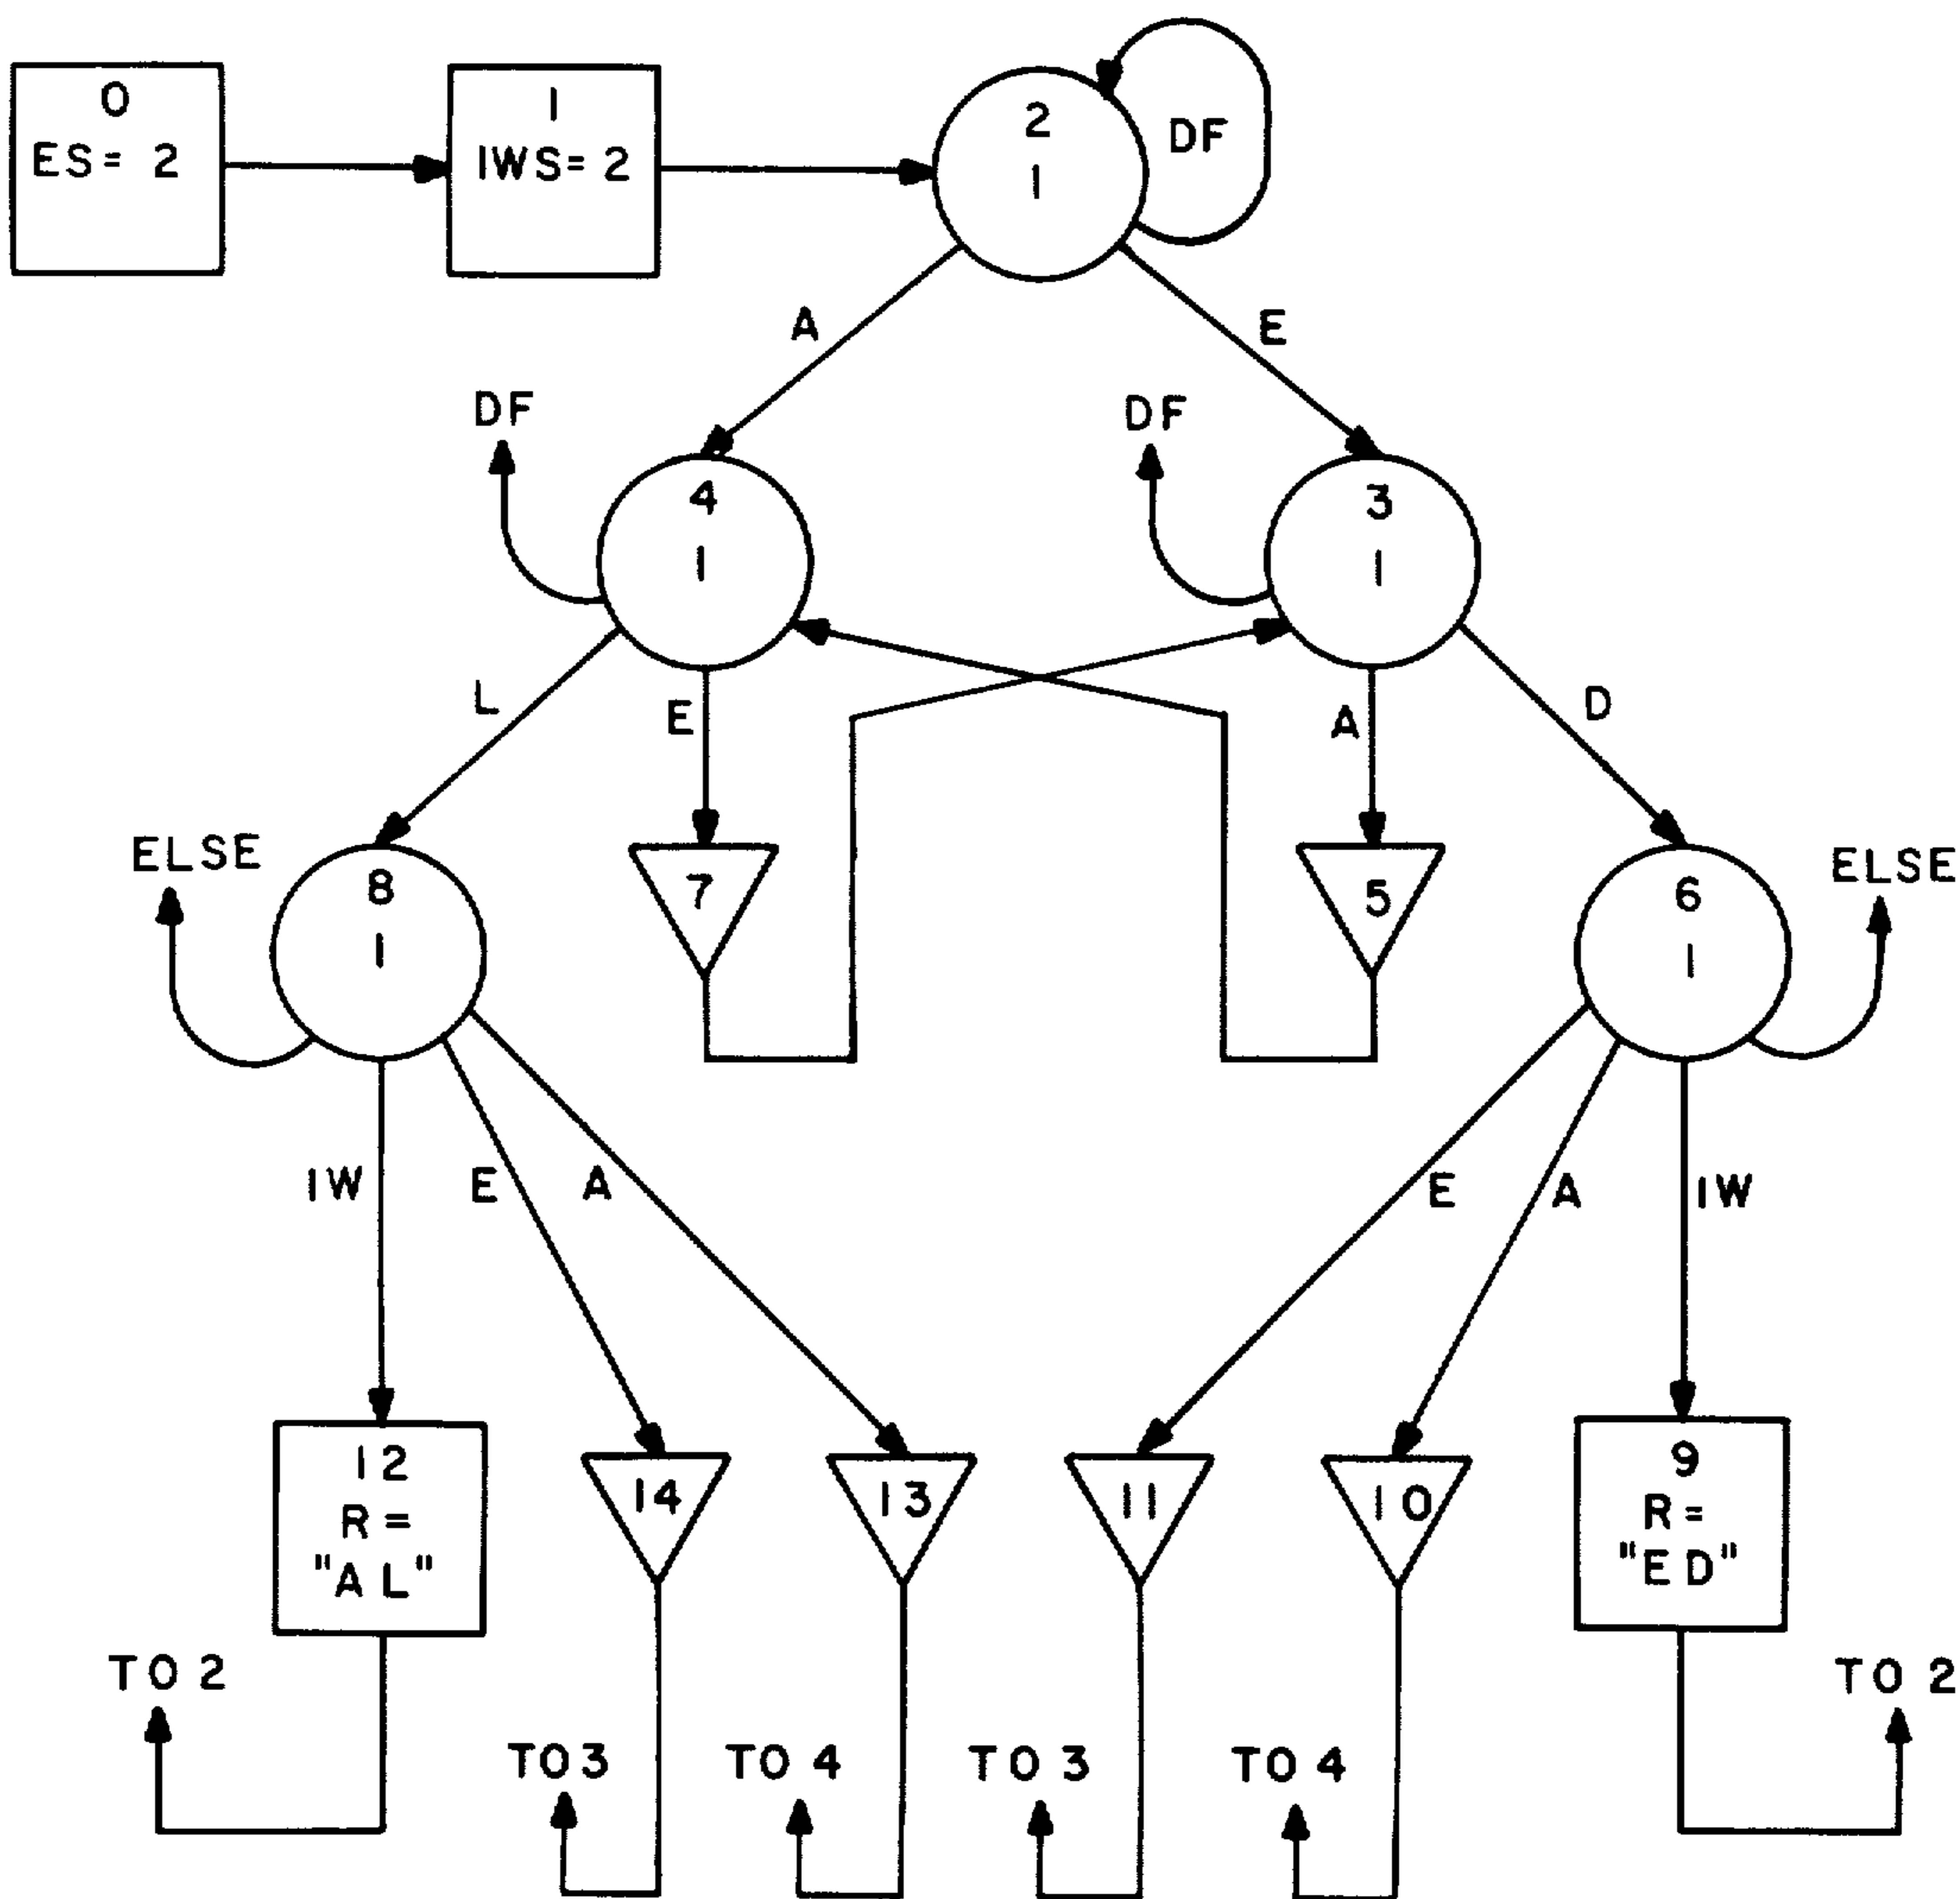 0
ES= 2
1
IWS=2
2
1
DF
A
E
DF
4
1
DF
3
1
L
E
A
D
ELSE
8
1
7
5
6
1
ELSE
IW
E
A
E
A
IW
12
R=
"AL"
14
13
11
10
9
R=
"ED"
TO 2
TO 3
TO 4
TO 3
TO 4
TO 2